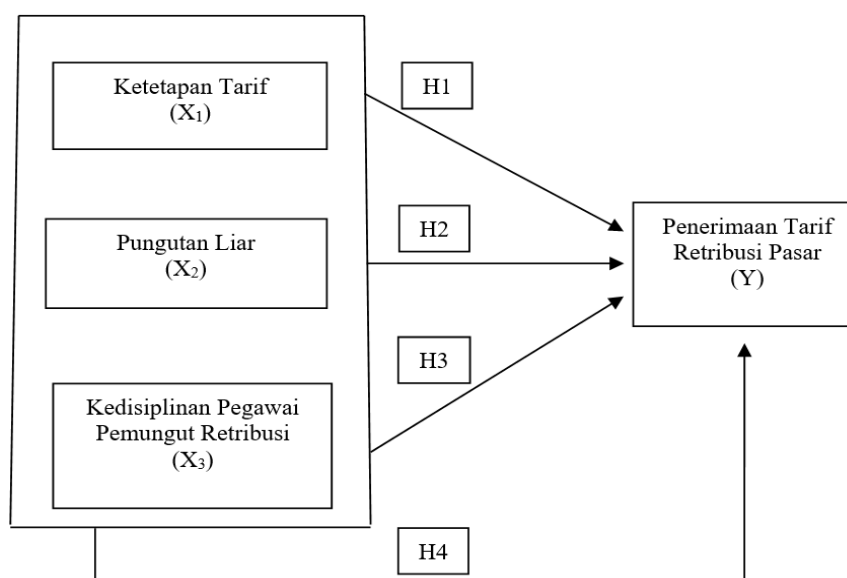 Ketetapan Tarif
(X₁)
H1
Pungutan Liar
(X₂)
H2
Penerimaan Tarif
Retribusi Pasar
(Y)
Kedisiplinan Pegawai
Pemungut Retribusi
(X₃)
H3
H4